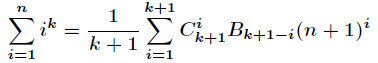 $$\sum_{i=1}^{n} i^k = \frac{1}{k+1} \sum_{i=1}^{k+1} C_{k+1}^{i} B_{k+1-i} (n+1)^i$$